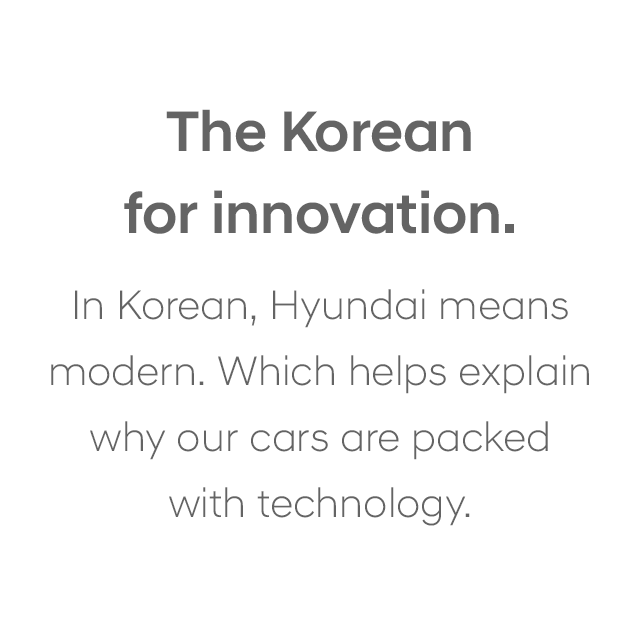 The Korean
for innovation.
In Korean, Hyundai means
modern. Which helps explain
why our cars are packed
with technology.